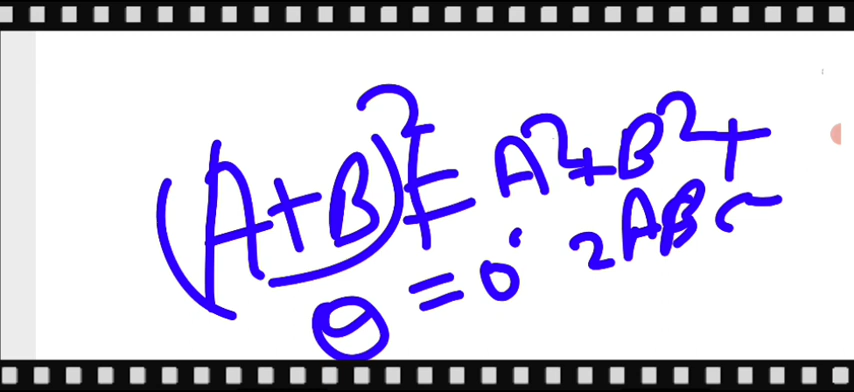 (A+B)² = A²+B²+
2AB
θ = 0°